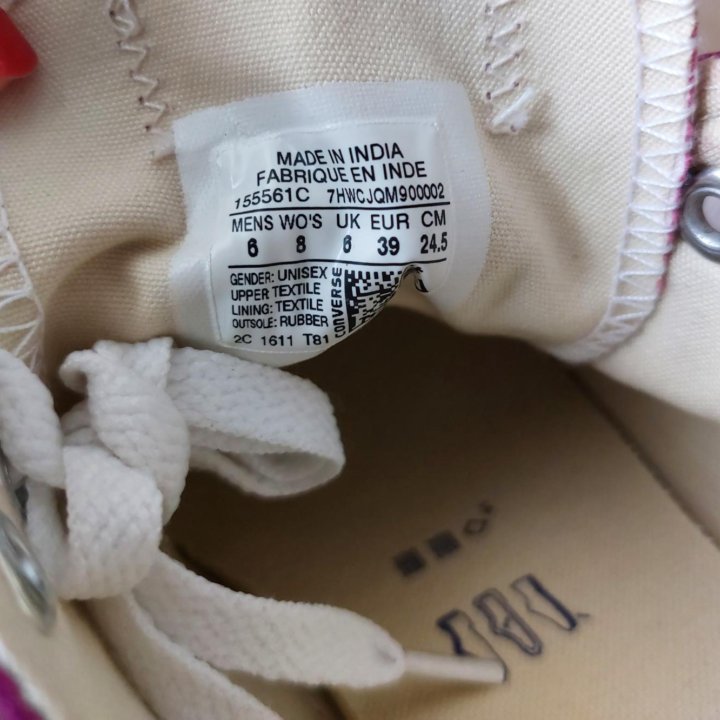 MADE IN INDIA
FABRIQUE EN INDE
155561C 7HWCJQM900002
MENS WO'S UK EUR CM
6 8 6 39 24.5
GENDER: UNISEX
UPPER TEXTILE
LINING: TEXTILE
OUTSOLE: RUBBER
2C 1611 T81
CONVERSE